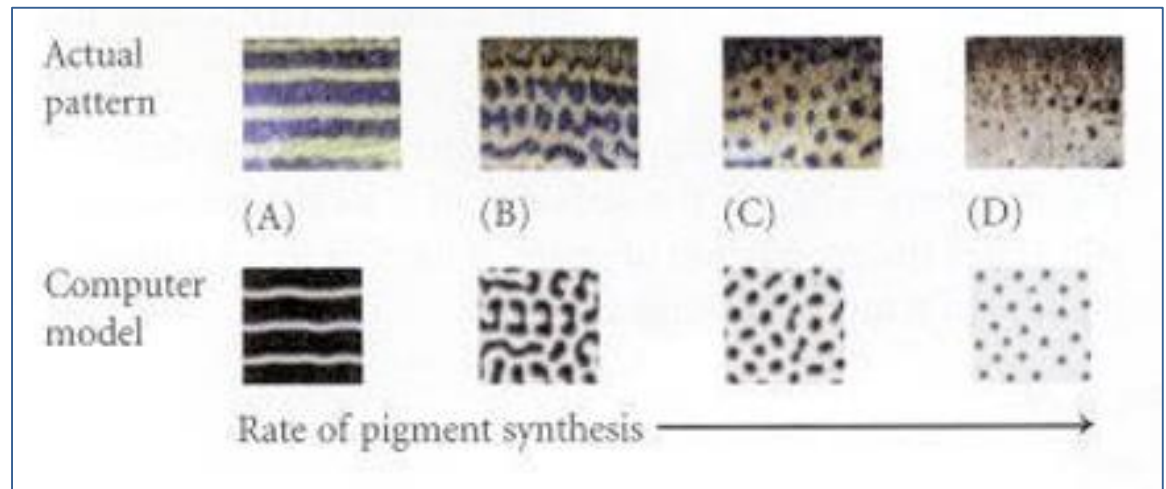 Actual
pattern
(A) (B) (C) (D)
Computer
model
Rate of pigment synthesis